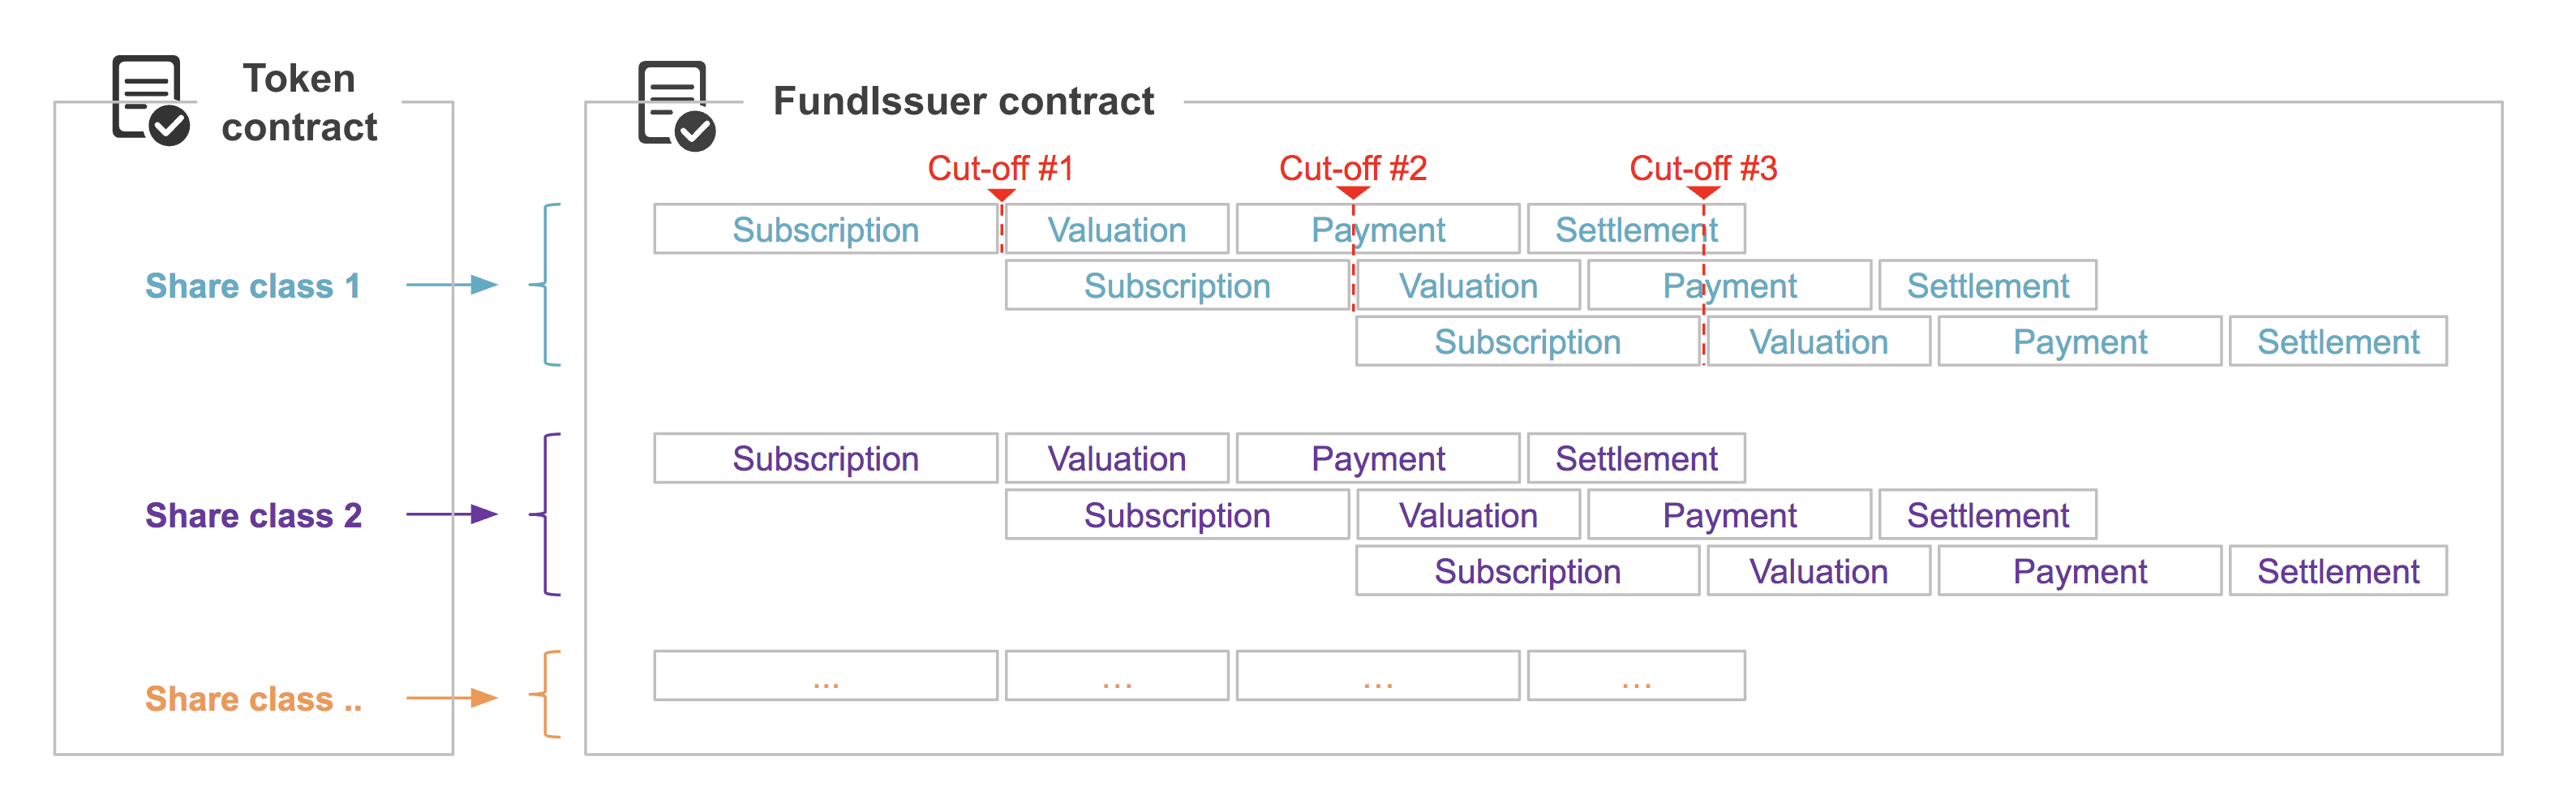 Token
contract
FundIssuer contract
Cut-off #1 Cut-off #2 Cut-off #3
Share class 1
Subscription Valuation Payment Settlement
Subscription Valuation Payment Settlement
Subscription Valuation Payment Settlement
Share class 2
Subscription Valuation Payment Settlement
Subscription Valuation Payment Settlement
Subscription Valuation Payment Settlement
Share class ..
... ... ... ...